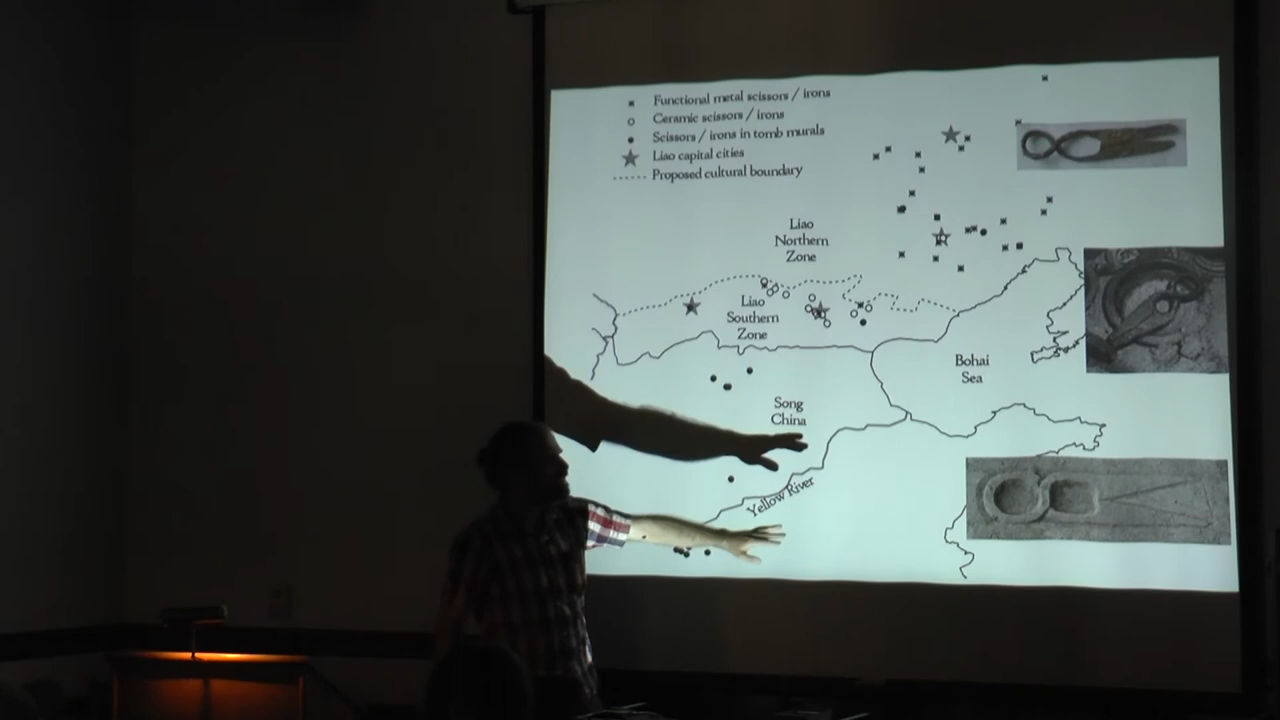 Functional metal scissors / irons
Ceramic scissors / irons
Scissors / irons in tomb murals
Liao capital cities
Proposed cultural boundary
Liao
Northern
Zone
Liao
Southern
Zone
Bohai
Sea
Song
China
Yellow River